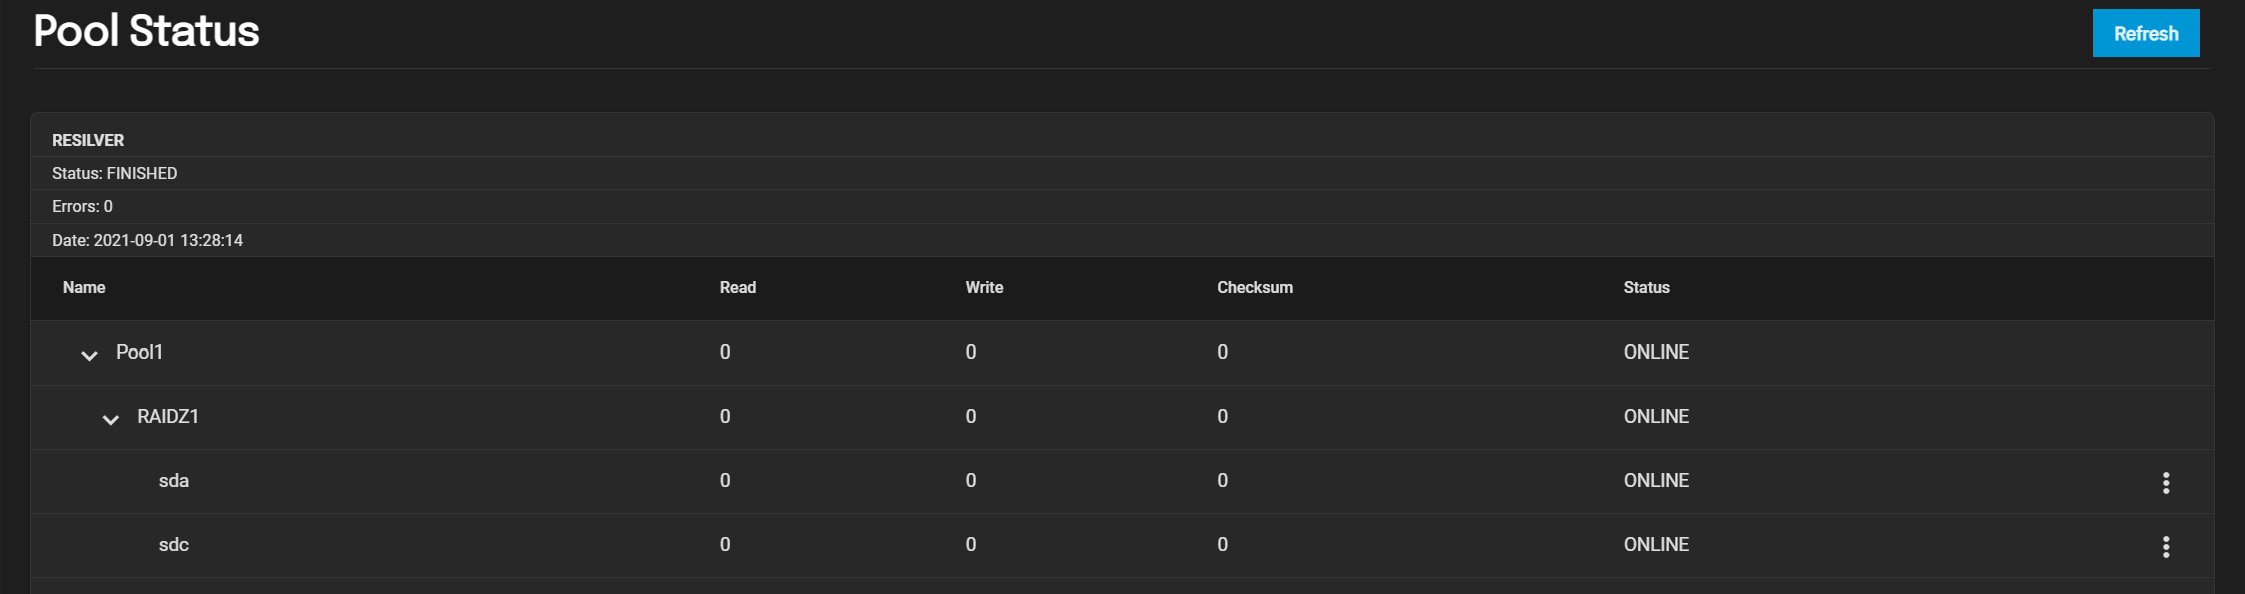 Pool Status
Refresh
RESILVER
Status: FINISHED
Errors: 0
Date: 2021-09-01 13:28:14
Name Read Write Checksum Status
Pool1 0 0 0 ONLINE
RAIDZ1 0 0 0 ONLINE
sda 0 0 0 ONLINE
sdc 0 0 0 ONLINE